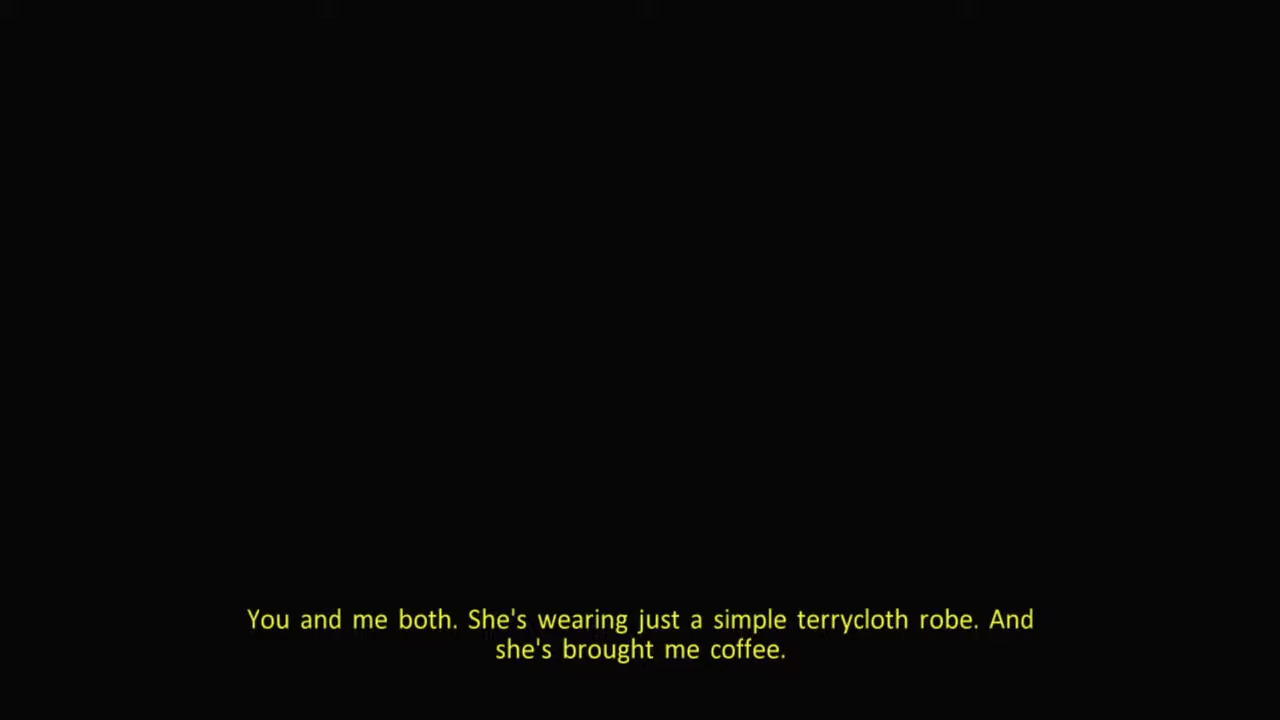 You and me both. She's wearing just a simple terrycloth robe. And
she's brought me coffee.